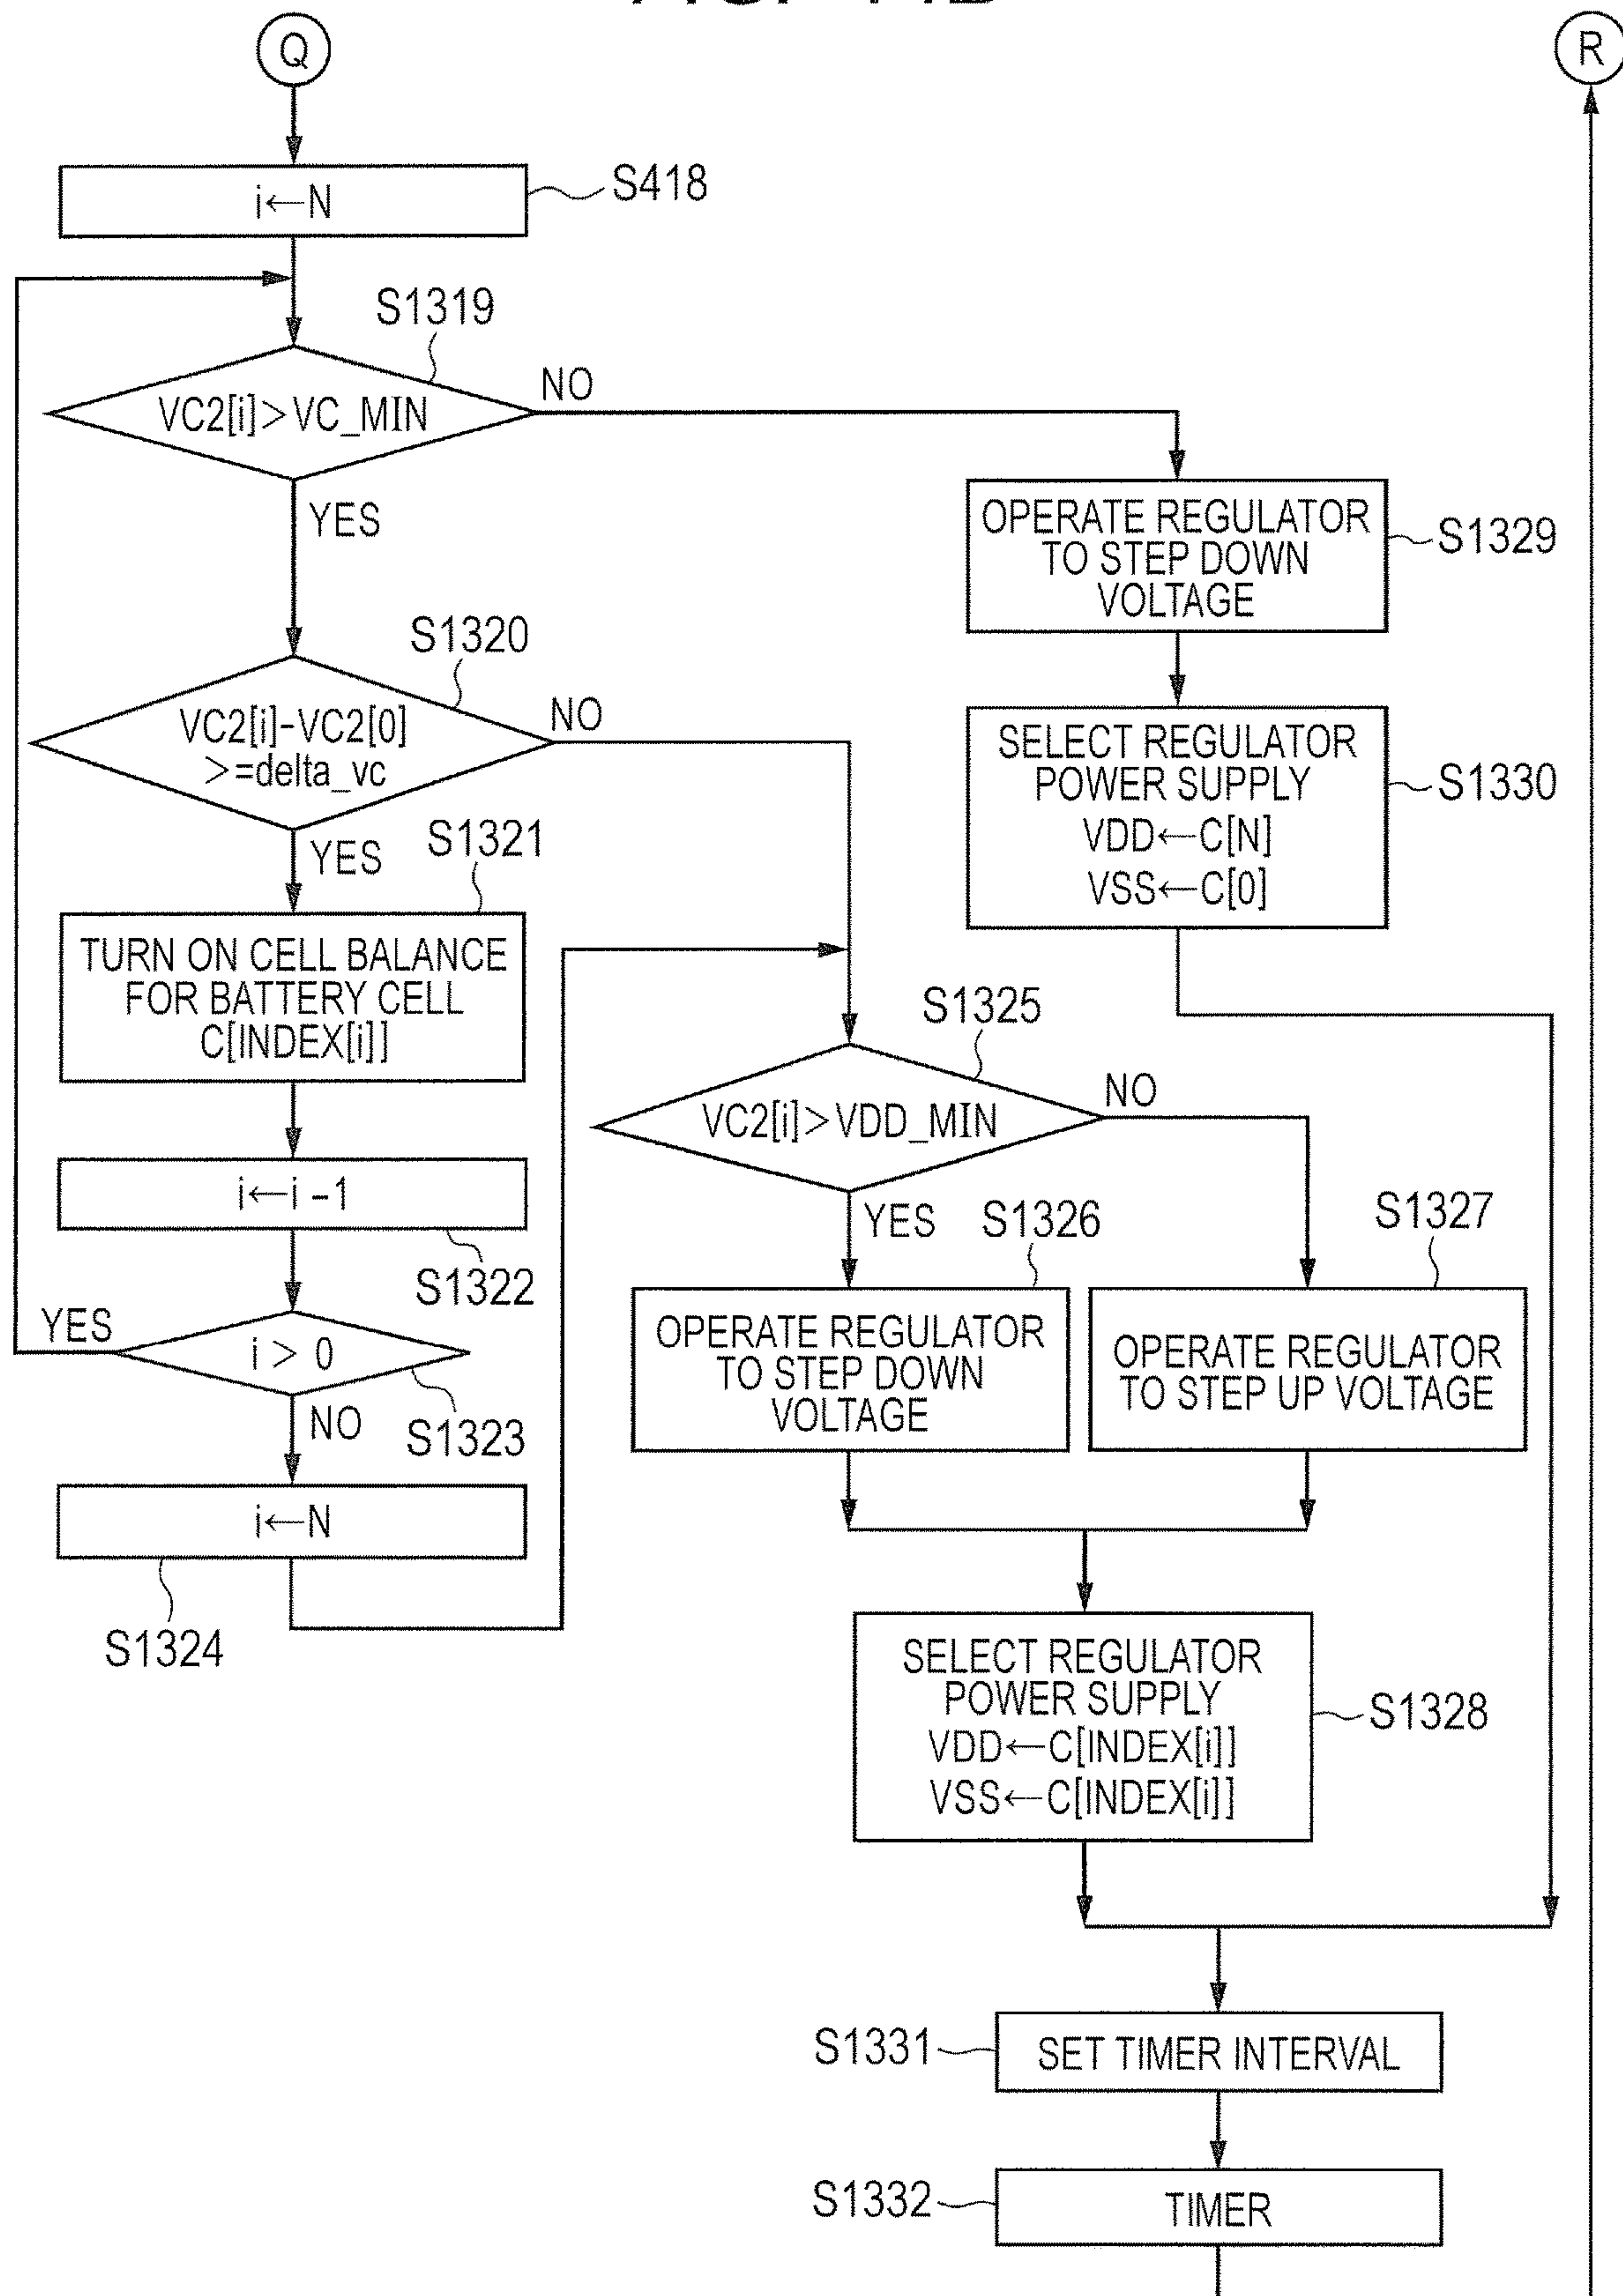 Q
R
i←N
S418
S1319
VC2[i]>VC_MIN
NO
YES
OPERATE REGULATOR
TO STEP DOWN
VOLTAGE
S1329
S1320
VC2[i]-VC2[0]
>=delta_vc
NO
YES
SELECT REGULATOR
POWER SUPPLY
VDD←C[N]
VSS←C[0]
S1330
S1321
TURN ON CELL BALANCE
FOR BATTERY CELL
C[INDEX[i]]
S1325
VC2[i]>VDD_MIN
NO
YES
i←i-1
S1322
S1326
S1327
YES
i > 0
NO
S1323
OPERATE REGULATOR
TO STEP DOWN
VOLTAGE
OPERATE REGULATOR
TO STEP UP VOLTAGE
i←N
S1324
SELECT REGULATOR
POWER SUPPLY
VDD←C[INDEX[i]]
VSS←C[INDEX[i]]
S1328
S1331
SET TIMER INTERVAL
S1332
TIMER